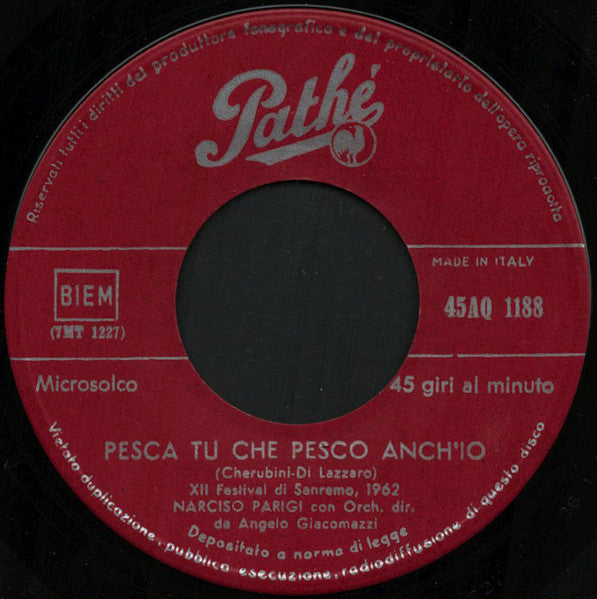 Riservati tutti i diritti del produttore fonografico e del proprietario dell'opera riprodotta
Pathé
MADE IN ITALY
BIEM
(7MT 1227)
45AQ 1188
Microsolco
45 giri al minuto
PESCA TU CHE PESCO ANCH'IO
(Cherubini-Di Lazzaro)
XII Festival di Sanremo, 1962
NARCISO PARIGI con Orch. dir.
da Angelo Giacomazzi
Depositato a norma di legge
Vietata duplicazione, pubblica esecuzione, radiodiffusione di questo disco